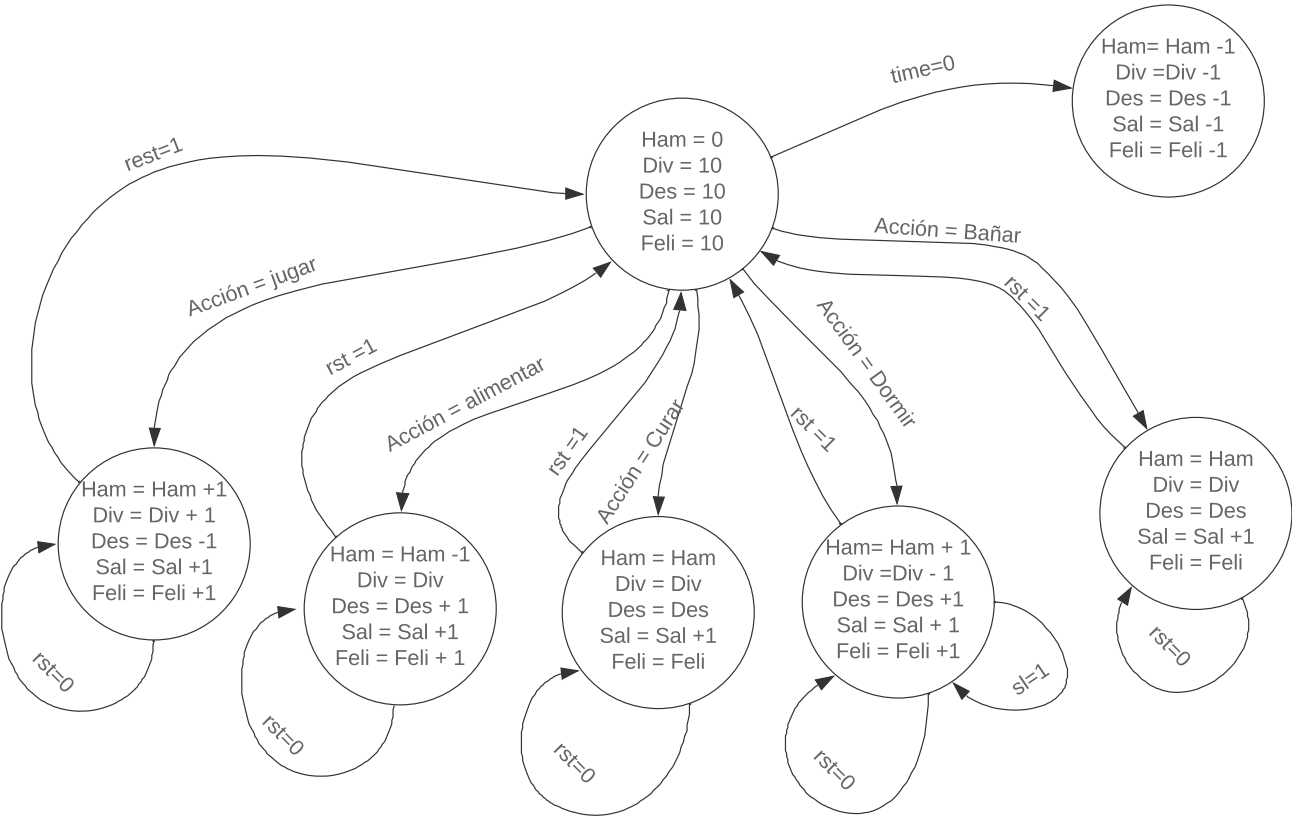 Ham= Ham -1
Div =Div -1
Des = Des -1
Sal = Sal -1
Feli = Feli -1
time=0
Ham = 0
Div = 10
Des = 10
Sal = 10
Feli = 10
rest=1
Acción = jugar
rst =1
Acción = alimentar
rst =1
Acción = Curar
Acción = Dormir
rst =1
Acción = Bañar
rst =1
Ham = Ham +1
Div = Div + 1
Des = Des -1
Sal = Sal +1
Feli = Feli +1
rst=0
Ham = Ham -1
Div = Div
Des = Des + 1
Sal = Sal +1
Feli = Feli + 1
rst=0
Ham = Ham
Div = Div
Des = Des
Sal = Sal +1
Feli = Feli
rst=0
Ham= Ham + 1
Div =Div - 1
Des = Des +1
Sal = Sal + 1
Feli = Feli +1
sl=1
rst=0
Ham = Ham
Div = Div
Des = Des
Sal = Sal +1
Feli = Feli
rst=0